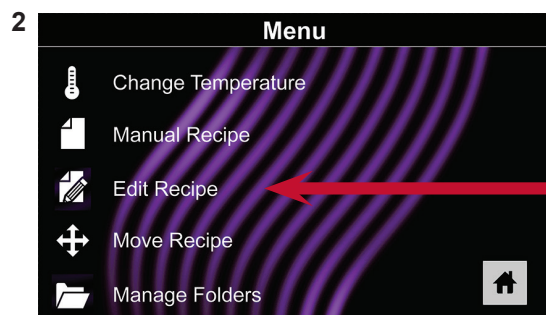 2
Menu
Change Temperature
Manual Recipe
Edit Recipe
Move Recipe
Manage Folders